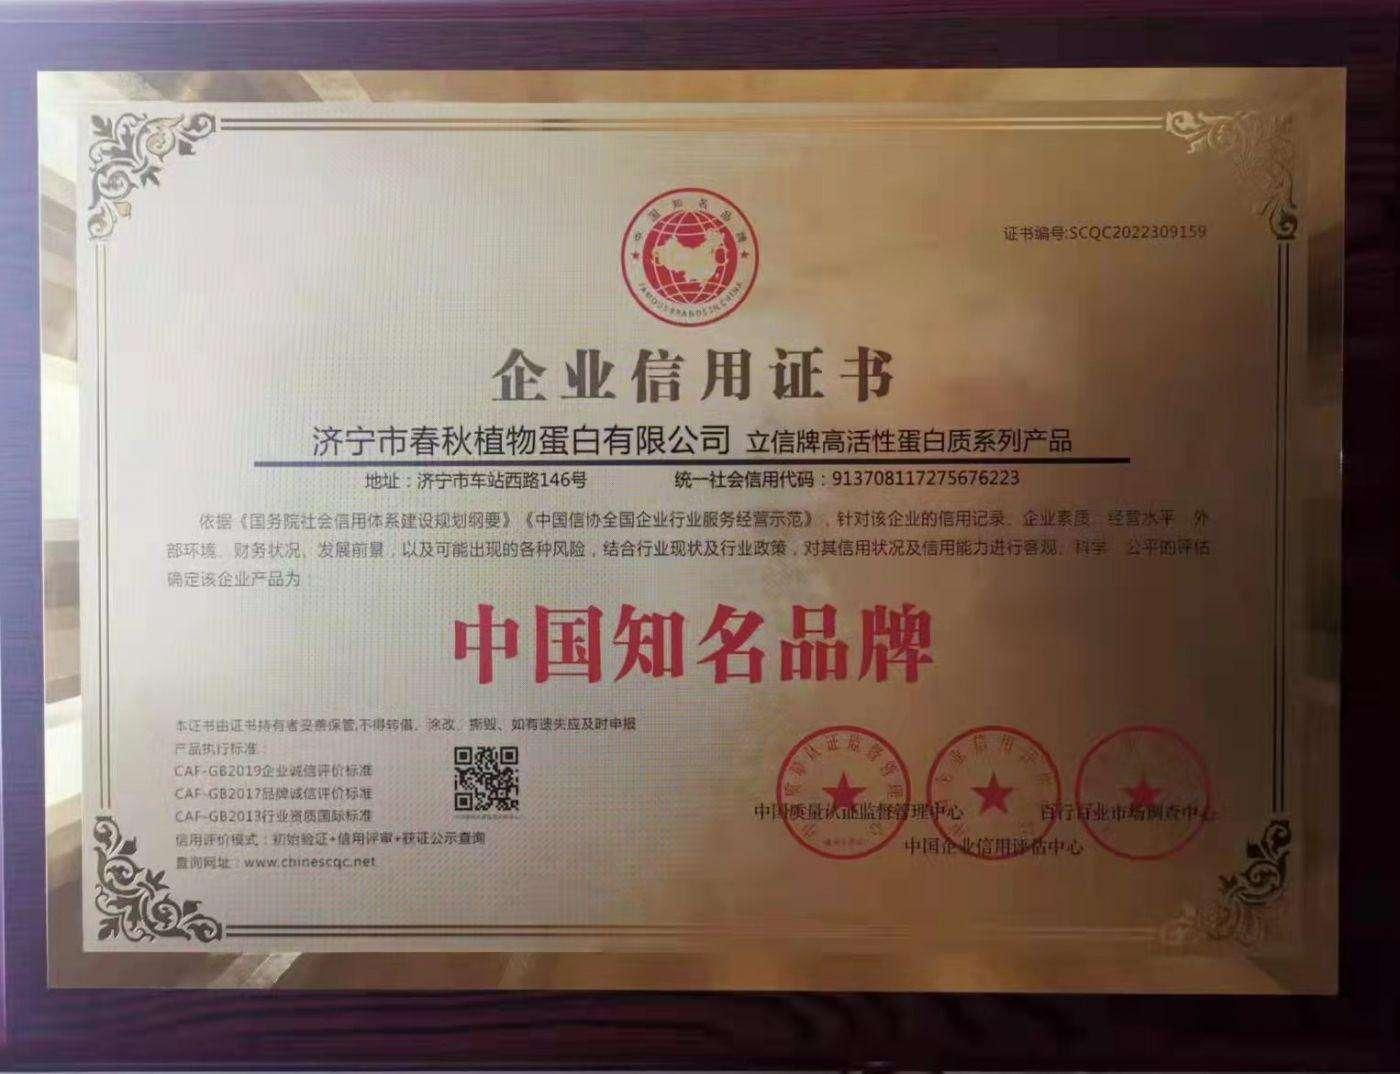 中国知名品牌
FAMOUS BRANDS IN CHINA
证书编号:SCQC2022309159
企业信用证书
济宁市春秋植物蛋白有限公司 立信牌高活性蛋白质系列产品
地址：济宁市车站西路146号 统一社会信用代码：913708117275676223
依据《国务院社会信用体系建设规划纲要》《中国信协全国企业行业服务经营示范》，针对该企业的信用记录、企业素质、经营水平、外
部环境、财务状况、发展前景，以及可能出现的各种风险，结合行业现状及行业政策，对其信用状况及信用能力进行客观、科学、公平的评估
确定该企业产品为：
中国知名品牌
本证书由证书持有者妥善保管,不得转借、涂改、撕毁、如有遗失应及时申报
产品执行标准：
CAF-GB2019企业诚信评价标准
CAF-GB2017品牌诚信评价标准
CAF-GB2013行业资质国际标准
信用评价模式：初始验证+信用评审+获证公示查询
查询网址：www.chinescqc.net
中国质量认证监督管理中心 百行百业市场调查中心
中国企业信用评估中心